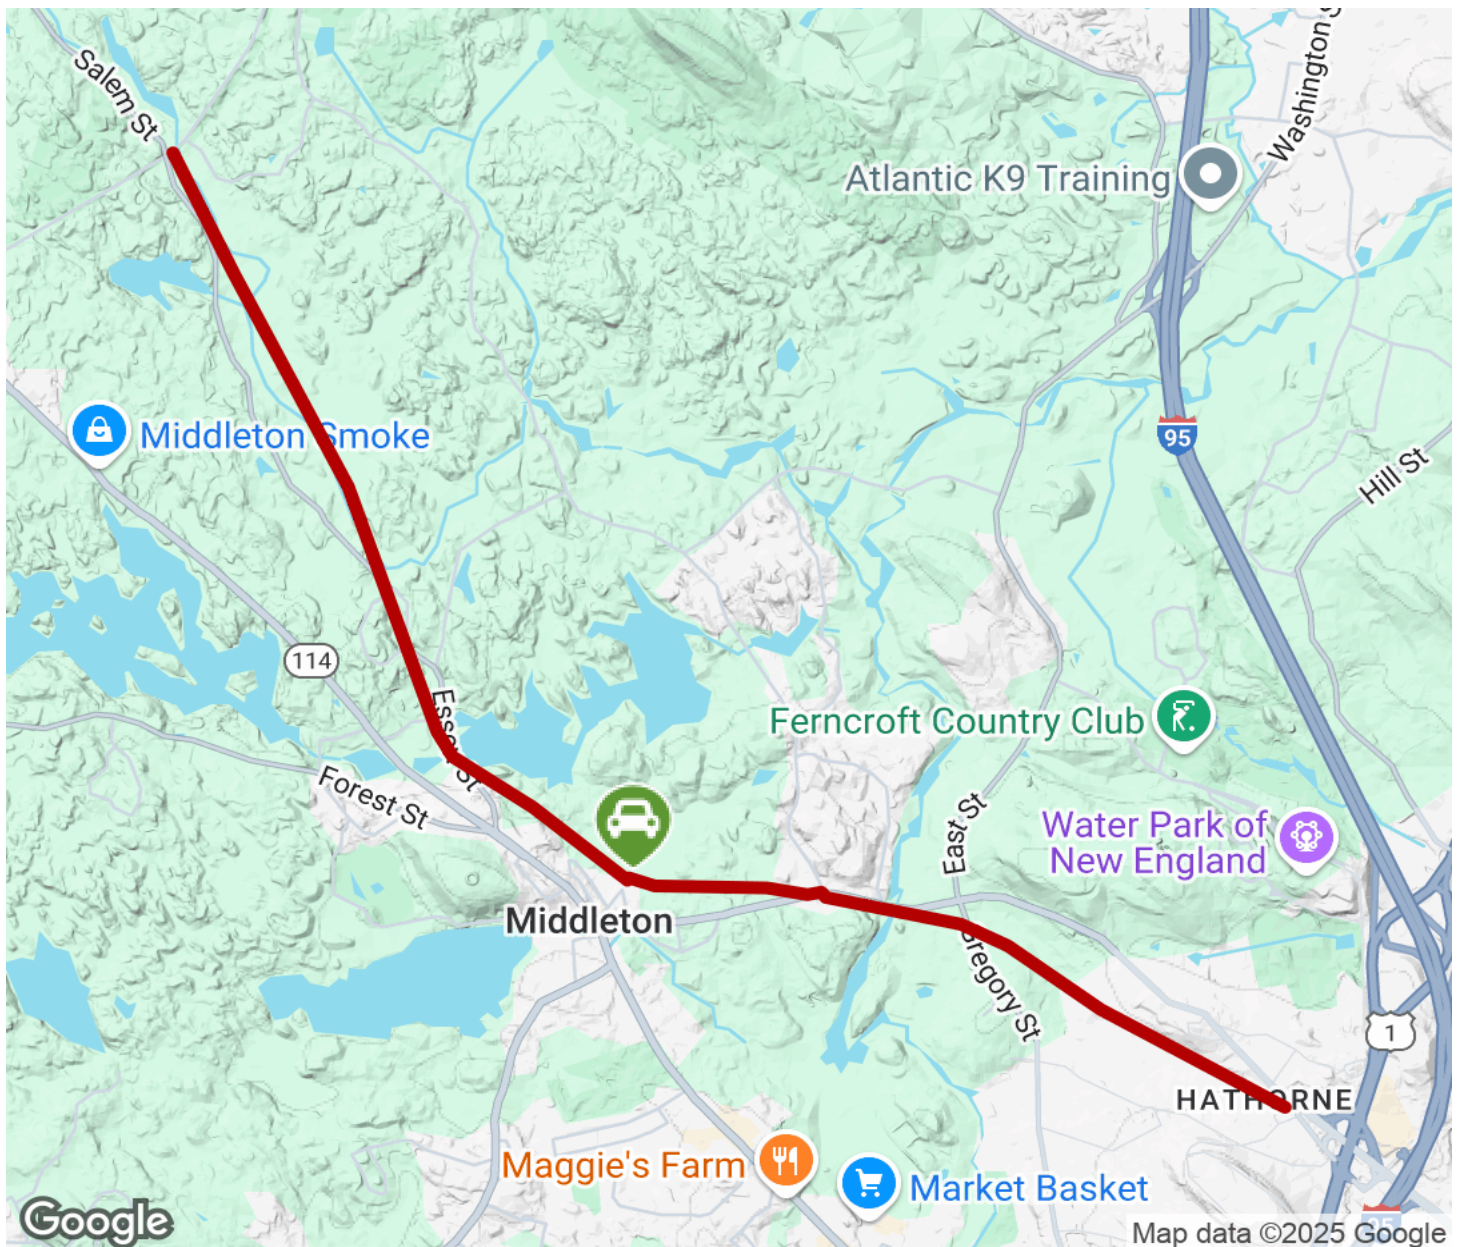 Salem St
Washington S
Atlantic K9 Training
Middleton Smoke
95
Hill St
114
Essex St
Ferncroft Country Club
Forest St
East St
Water Park of
New England
Middleton
Gregory St
1
HATHORNE
Maggie's Farm
Market Basket
95
Google
Map data ©2025 Google